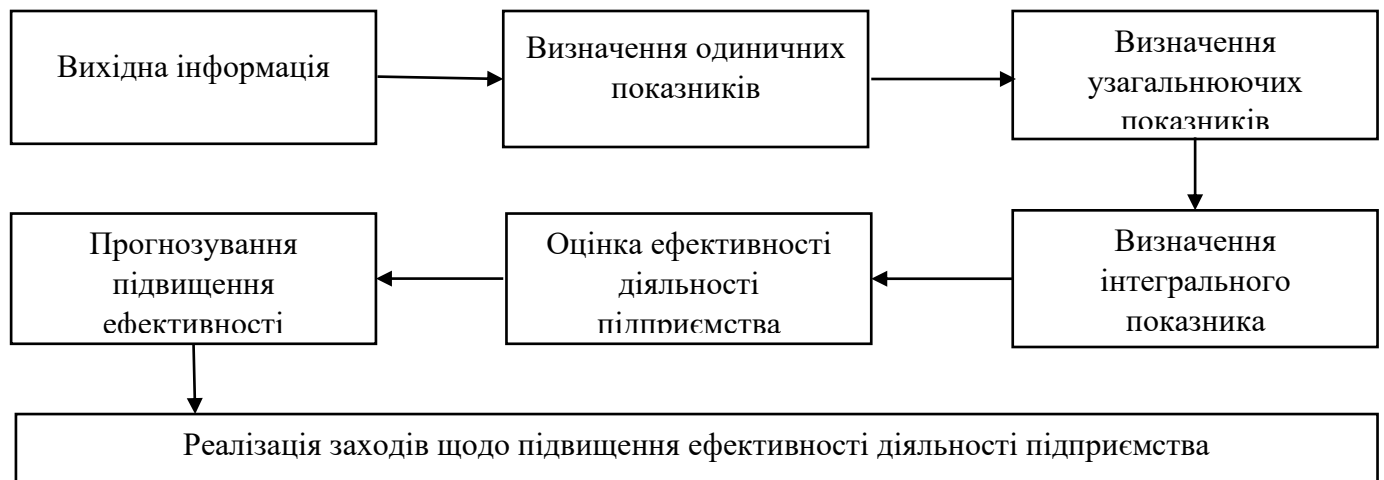 Вихідна інформація
Визначення одиничних
показників
Визначення
узагальнюючих
показників
Визначення
інтегрального
показника
Оцінка ефективності
діяльності
підприємства
Прогнозування
підвищення
ефективності
Реалізація заходів щодо підвищення ефективності діяльності підприємства